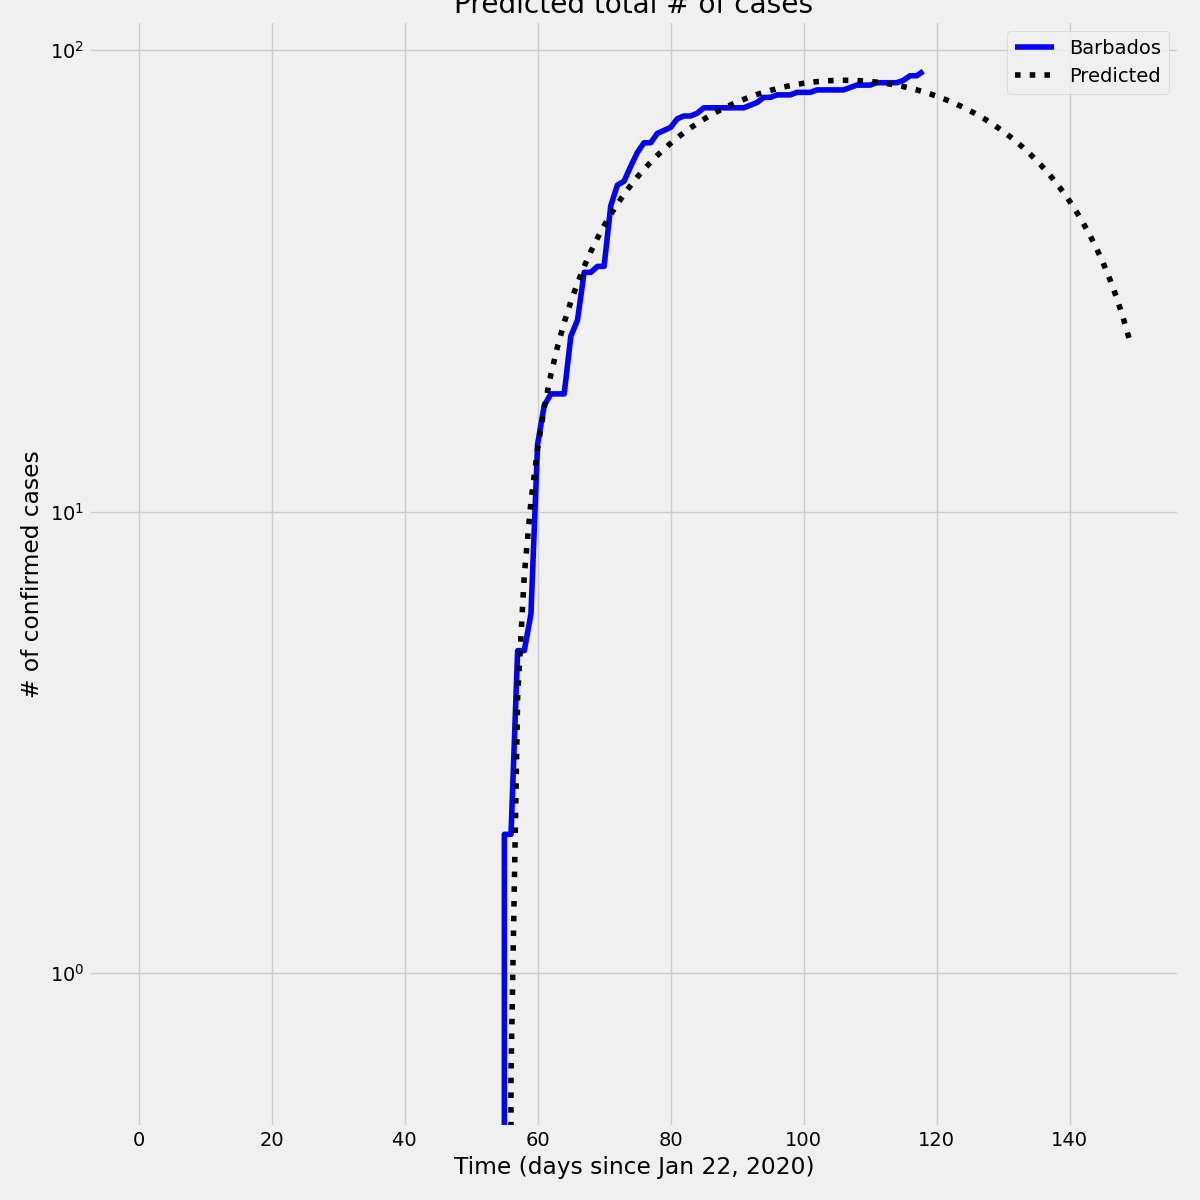 Predicted total # of cases
Barbados
Predicted
10²
10¹
10⁰
# of confirmed cases
0 20 40 60 80 100 120 140
Time (days since Jan 22, 2020)